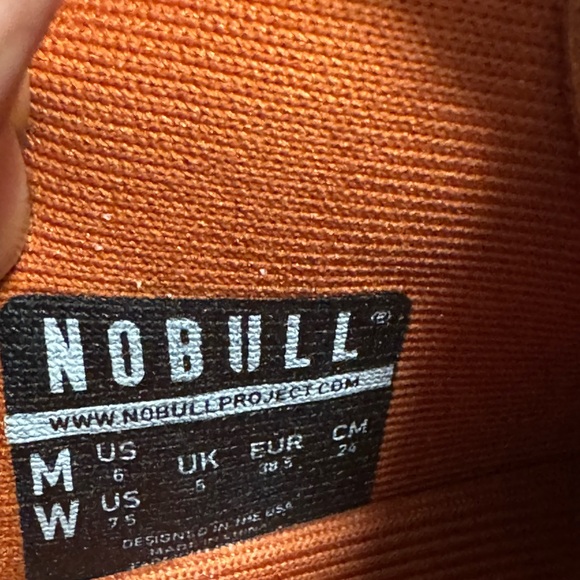 NOBULL®
WWW.NOBULLPROJECT.COM
M US 6 UK 5 EUR 38.5 CM 24
W US 7.5
DESIGNED IN THE USA
MADE IN